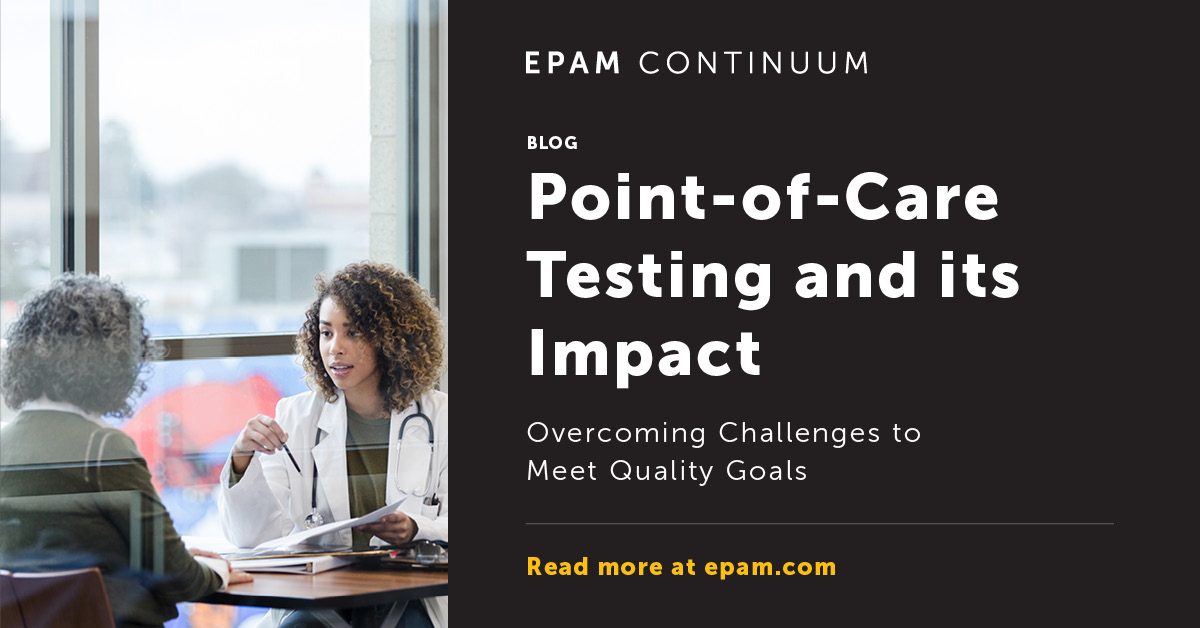 EPAM CONTINUUM
BLOG
Point-of-Care
Testing and its
Impact
Overcoming Challenges to
Meet Quality Goals
Read more at epam.com